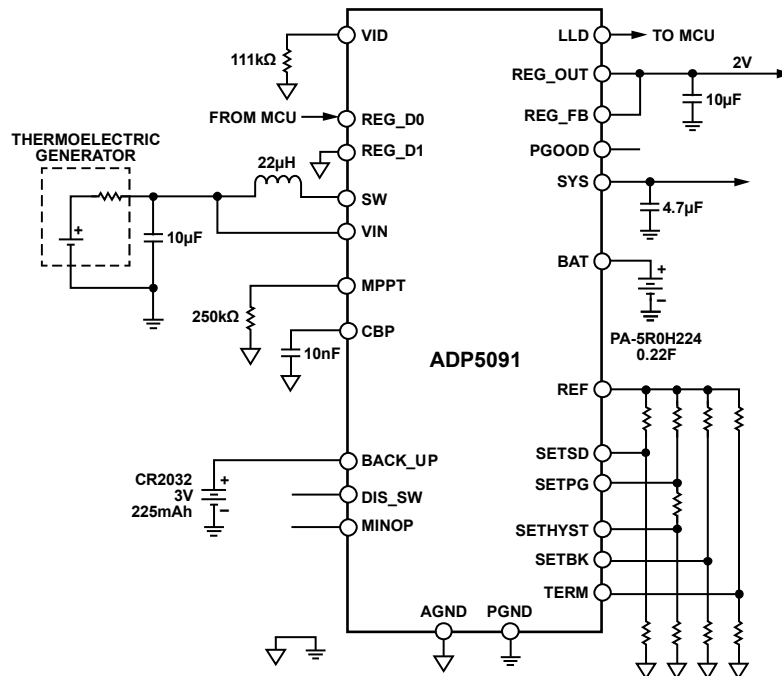 VID
111kΩ
FROM MCU
REG_D0
REG_D1
THERMOELECTRIC
GENERATOR
22µH
SW
+
10µF
VIN
MPPT
250kΩ
CBP
10nF
ADP5091
BACK_UP
CR2032
3V
225mAh
+
–
DIS_SW
MINOP
AGND
PGND
LLD
TO MCU
REG_OUT
2V
10µF
REG_FB
PGOOD
SYS
4.7µF
BAT
+
–
PA-5R0H224
0.22F
REF
SETSD
SETPG
SETHYST
SETBK
TERM